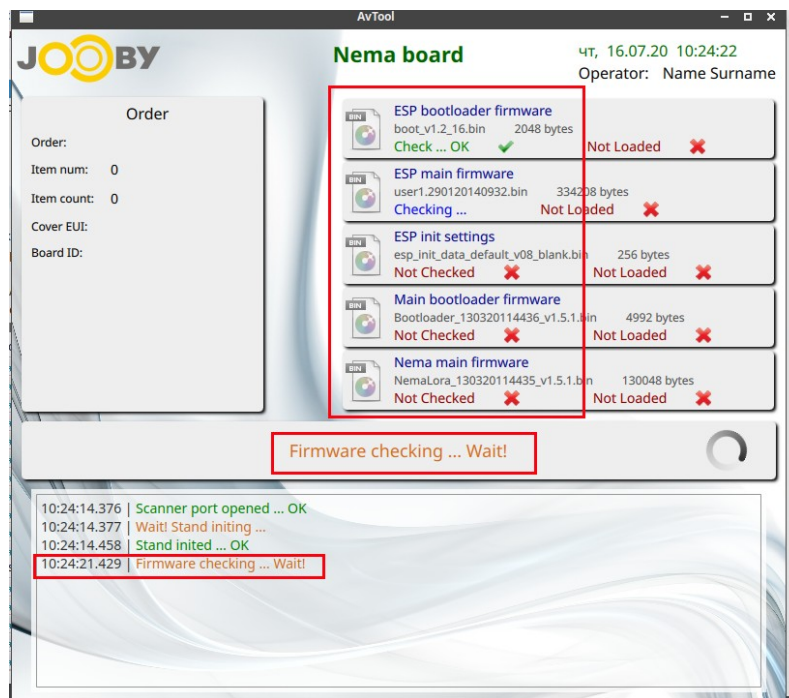 AvTool
JOOBY
Nema board
чт, 16.07.20 10:24:22
Operator: Name Surname
Order
Order:
Item num: 0
Item count: 0
Cover EUI:
Board ID:
BIN
ESP bootloader firmware
boot_v1.2_16.bin 2048 bytes
Check ... OK Not Loaded
BIN
ESP main firmware
user1.290120140932.bin 334208 bytes
Checking ... Not Loaded
BIN
ESP init settings
esp_init_data_default_v08_blank.bin 256 bytes
Not Checked Not Loaded
BIN
Main bootloader firmware
Bootloader_130320114436_v1.5.1.bin 4992 bytes
Not Checked Not Loaded
BIN
Nema main firmware
NemaLora_130320114435_v1.5.1.bin 130048 bytes
Not Checked Not Loaded
Firmware checking ... Wait!
10:24:14.376 | Scanner port opened ... OK
10:24:14.377 | Wait! Stand initing ...
10:24:14.458 | Stand inited ... OK
10:24:21.429 | Firmware checking ... Wait!